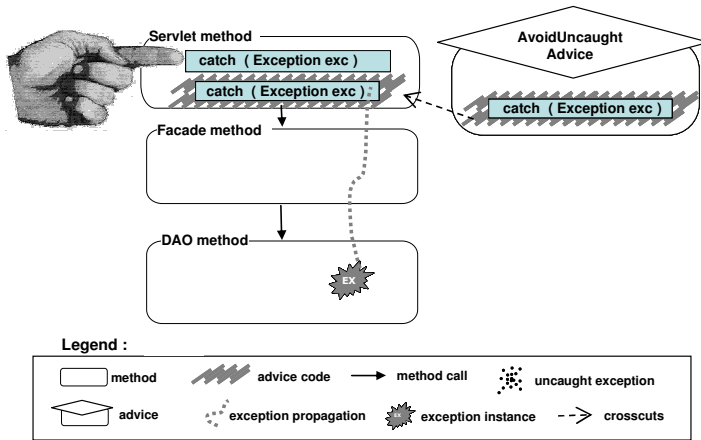 Servlet method
catch ( Exception exc )
catch ( Exception exc )
AvoidUncaught
Advice
catch ( Exception exc )
Facade method
DAO method
EX
Legend :
method
advice code
method call
uncaught exception
advice
exception propagation
EX
exception instance
crosscuts